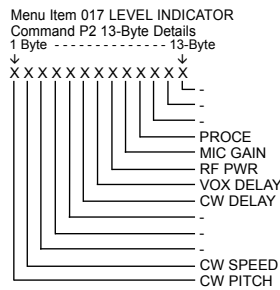 Menu Item 017 LEVEL INDICATOR
Command P2 13-Byte Details
1 Byte - - - - - - - - - - - - 13-Byte
X X X X X X X X X X X X X
-
-
-
PROCE
MIC GAIN
RF PWR
VOX DELAY
CW DELAY
-
-
-
CW SPEED
CW PITCH